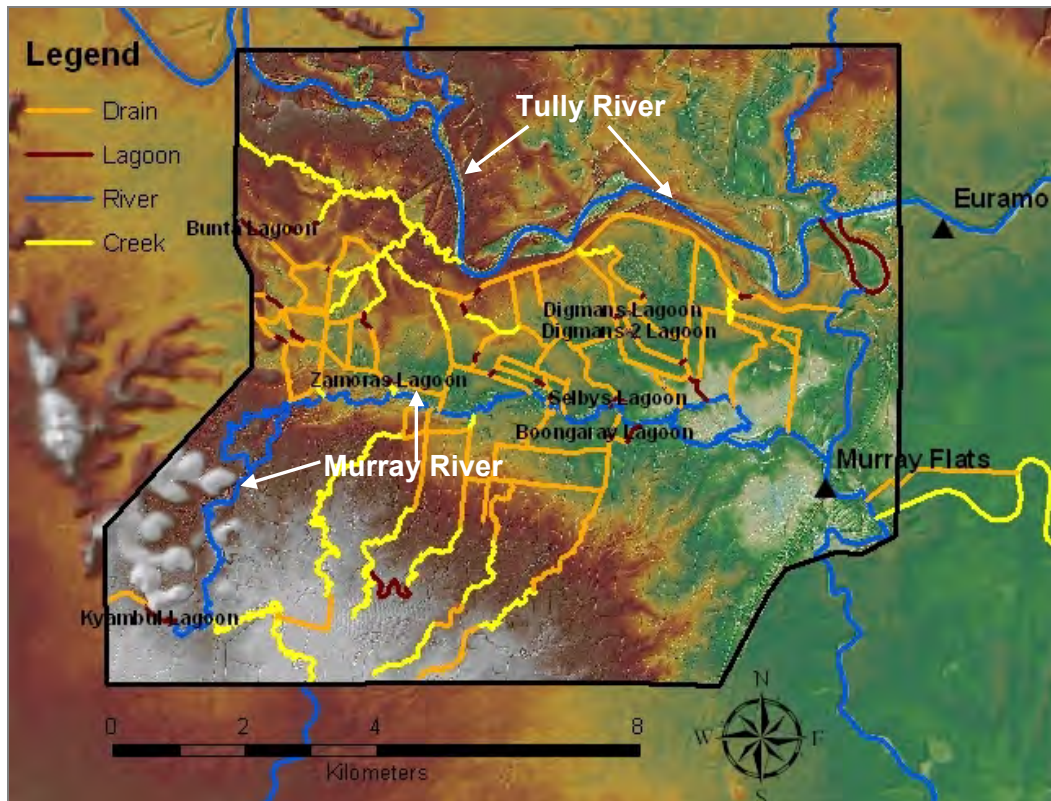 Legend
Drain
Lagoon
River
Creek
Tully River
Euramo
Bunta Lagoon
Digmans Lagoon
Digmans 2 Lagoon
Zamoras Lagoon
Selbys Lagoon
Boongaray Lagoon
Murray River
Murray Flats
Kyambul Lagoon
0 2 4 8
Kilometers
N
W E
S